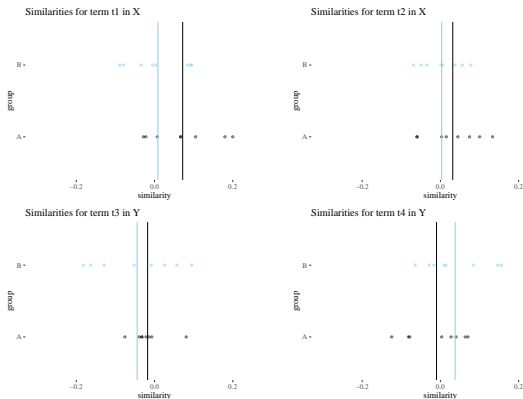 Similarities for term t1 in X
B
A
group
−0.2 0.0 0.2
similarity
Similarities for term t2 in X
B
A
group
−0.2 0.0 0.2
similarity
Similarities for term t3 in Y
B
A
group
−0.2 0.0 0.2
similarity
Similarities for term t4 in Y
B
A
group
−0.2 0.0 0.2
similarity